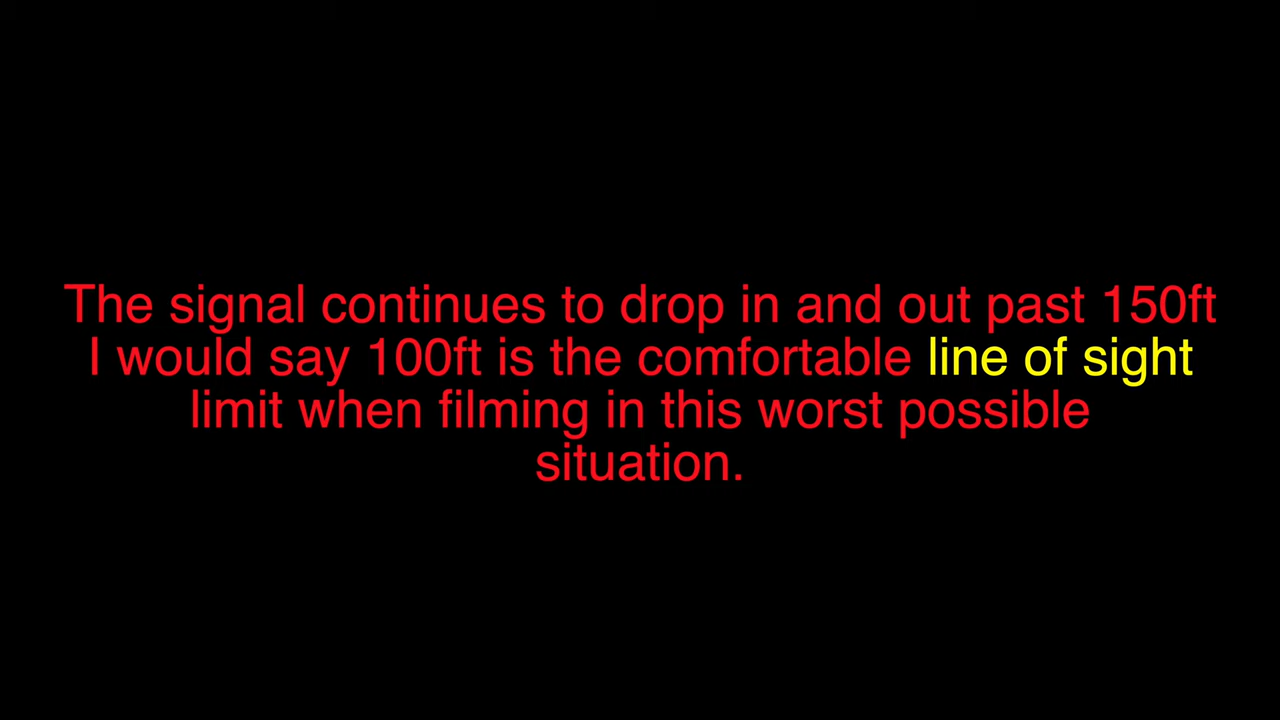 The signal continues to drop in and out past 150ft
I would say 100ft is the comfortable line of sight
limit when filming in this worst possible
situation.